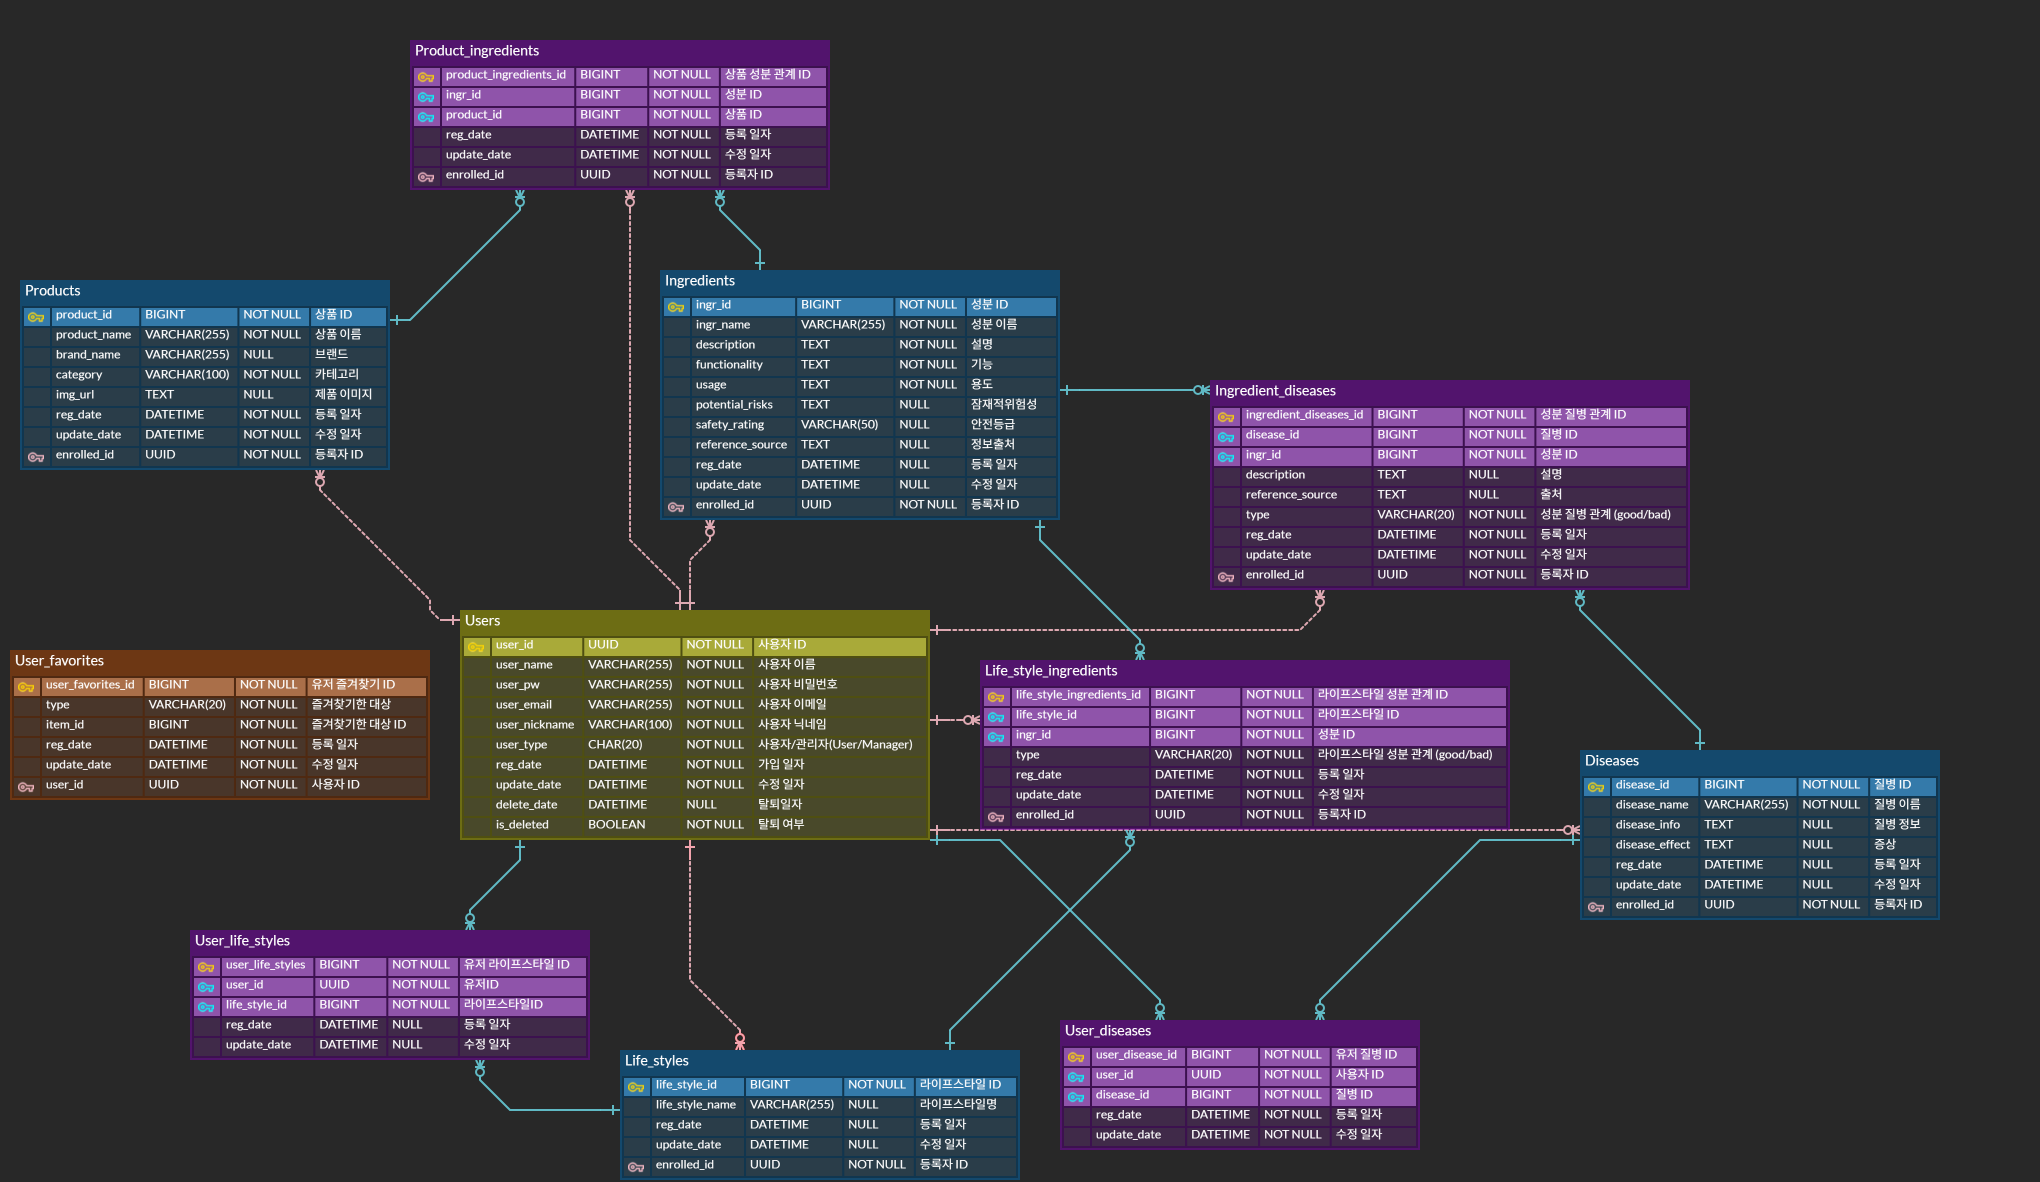 Product_ingredients
product_ingredients_id BIGINT NOT NULL 상품 성분 관계 ID
ingr_id BIGINT NOT NULL 성분 ID
product_id BIGINT NOT NULL 상품 ID
reg_date DATETIME NOT NULL 등록 일자
update_date DATETIME NOT NULL 수정 일자
enrolled_id UUID NOT NULL 등록자 ID
Products
product_id BIGINT NOT NULL 상품 ID
product_name VARCHAR(255) NOT NULL 상품 이름
brand_name VARCHAR(255) NULL 브랜드
category VARCHAR(100) NOT NULL 카테고리
img_url TEXT NULL 제품 이미지
reg_date DATETIME NOT NULL 등록 일자
update_date DATETIME NOT NULL 수정 일자
enrolled_id UUID NOT NULL 등록자 ID
Ingredients
ingr_id BIGINT NOT NULL 성분 ID
ingr_name VARCHAR(255) NOT NULL 성분 이름
description TEXT NOT NULL 설명
functionality TEXT NOT NULL 기능
usage TEXT NOT NULL 용도
potential_risks TEXT NULL 잠재적위험성
safety_rating VARCHAR(50) NULL 안전등급
reference_source TEXT NULL 정보출처
reg_date DATETIME NULL 등록 일자
update_date DATETIME NULL 수정 일자
enrolled_id UUID NOT NULL 등록자 ID
Ingredient_diseases
ingredient_diseases_id BIGINT NOT NULL 성분 질병 관계 ID
disease_id BIGINT NOT NULL 질병 ID
ingr_id BIGINT NOT NULL 성분 ID
description TEXT NULL 설명
reference_source TEXT NULL 출처
type VARCHAR(20) NOT NULL 성분 질병 관계 (good/bad)
reg_date DATETIME NOT NULL 등록 일자
update_date DATETIME NOT NULL 수정 일자
enrolled_id UUID NOT NULL 등록자 ID
Users
user_id UUID NOT NULL 사용자 ID
user_name VARCHAR(255) NOT NULL 사용자 이름
user_pw VARCHAR(255) NOT NULL 사용자 비밀번호
user_email VARCHAR(255) NOT NULL 사용자 이메일
user_nickname VARCHAR(100) NOT NULL 사용자 닉네임
user_type CHAR(20) NOT NULL 사용자/관리자(User/Manager)
reg_date DATETIME NOT NULL 가입 일자
update_date DATETIME NOT NULL 수정 일자
delete_date DATETIME NULL 탈퇴일자
is_deleted BOOLEAN NOT NULL 탈퇴 여부
User_favorites
user_favorites_id BIGINT NOT NULL 유저 즐겨찾기 ID
type VARCHAR(20) NOT NULL 즐겨찾기한 대상
item_id BIGINT NOT NULL 즐겨찾기한 대상 ID
reg_date DATETIME NOT NULL 등록 일자
update_date DATETIME NOT NULL 수정 일자
user_id UUID NOT NULL 사용자 ID
Life_style_ingredients
life_style_ingredients_id BIGINT NOT NULL 라이프스타일 성분 관계 ID
life_style_id BIGINT NOT NULL 라이프스타일 ID
ingr_id BIGINT NOT NULL 성분 ID
type VARCHAR(20) NOT NULL 라이프스타일 성분 관계 (good/bad)
reg_date DATETIME NOT NULL 등록 일자
update_date DATETIME NOT NULL 수정 일자
enrolled_id UUID NOT NULL 등록자 ID
Diseases
disease_id BIGINT NOT NULL 질병 ID
disease_name VARCHAR(255) NOT NULL 질병 이름
disease_info TEXT NULL 질병 정보
disease_effect TEXT NULL 증상
reg_date DATETIME NULL 등록 일자
update_date DATETIME NULL 수정 일자
enrolled_id UUID NOT NULL 등록자 ID
User_life_styles
user_life_styles BIGINT NOT NULL 유저 라이프스타일 ID
user_id UUID NOT NULL 유저ID
life_style_id BIGINT NOT NULL 라이프스타일ID
reg_date DATETIME NULL 등록 일자
update_date DATETIME NULL 수정 일자
Life_styles
life_style_id BIGINT NOT NULL 라이프스타일 ID
life_style_name VARCHAR(255) NULL 라이프스타일명
reg_date DATETIME NULL 등록 일자
update_date DATETIME NULL 수정 일자
enrolled_id UUID NOT NULL 등록자 ID
User_diseases
user_disease_id BIGINT NOT NULL 유저 질병 ID
user_id UUID NOT NULL 사용자 ID
disease_id BIGINT NOT NULL 질병 ID
reg_date DATETIME NOT NULL 등록 일자
update_date DATETIME NOT NULL 수정 일자